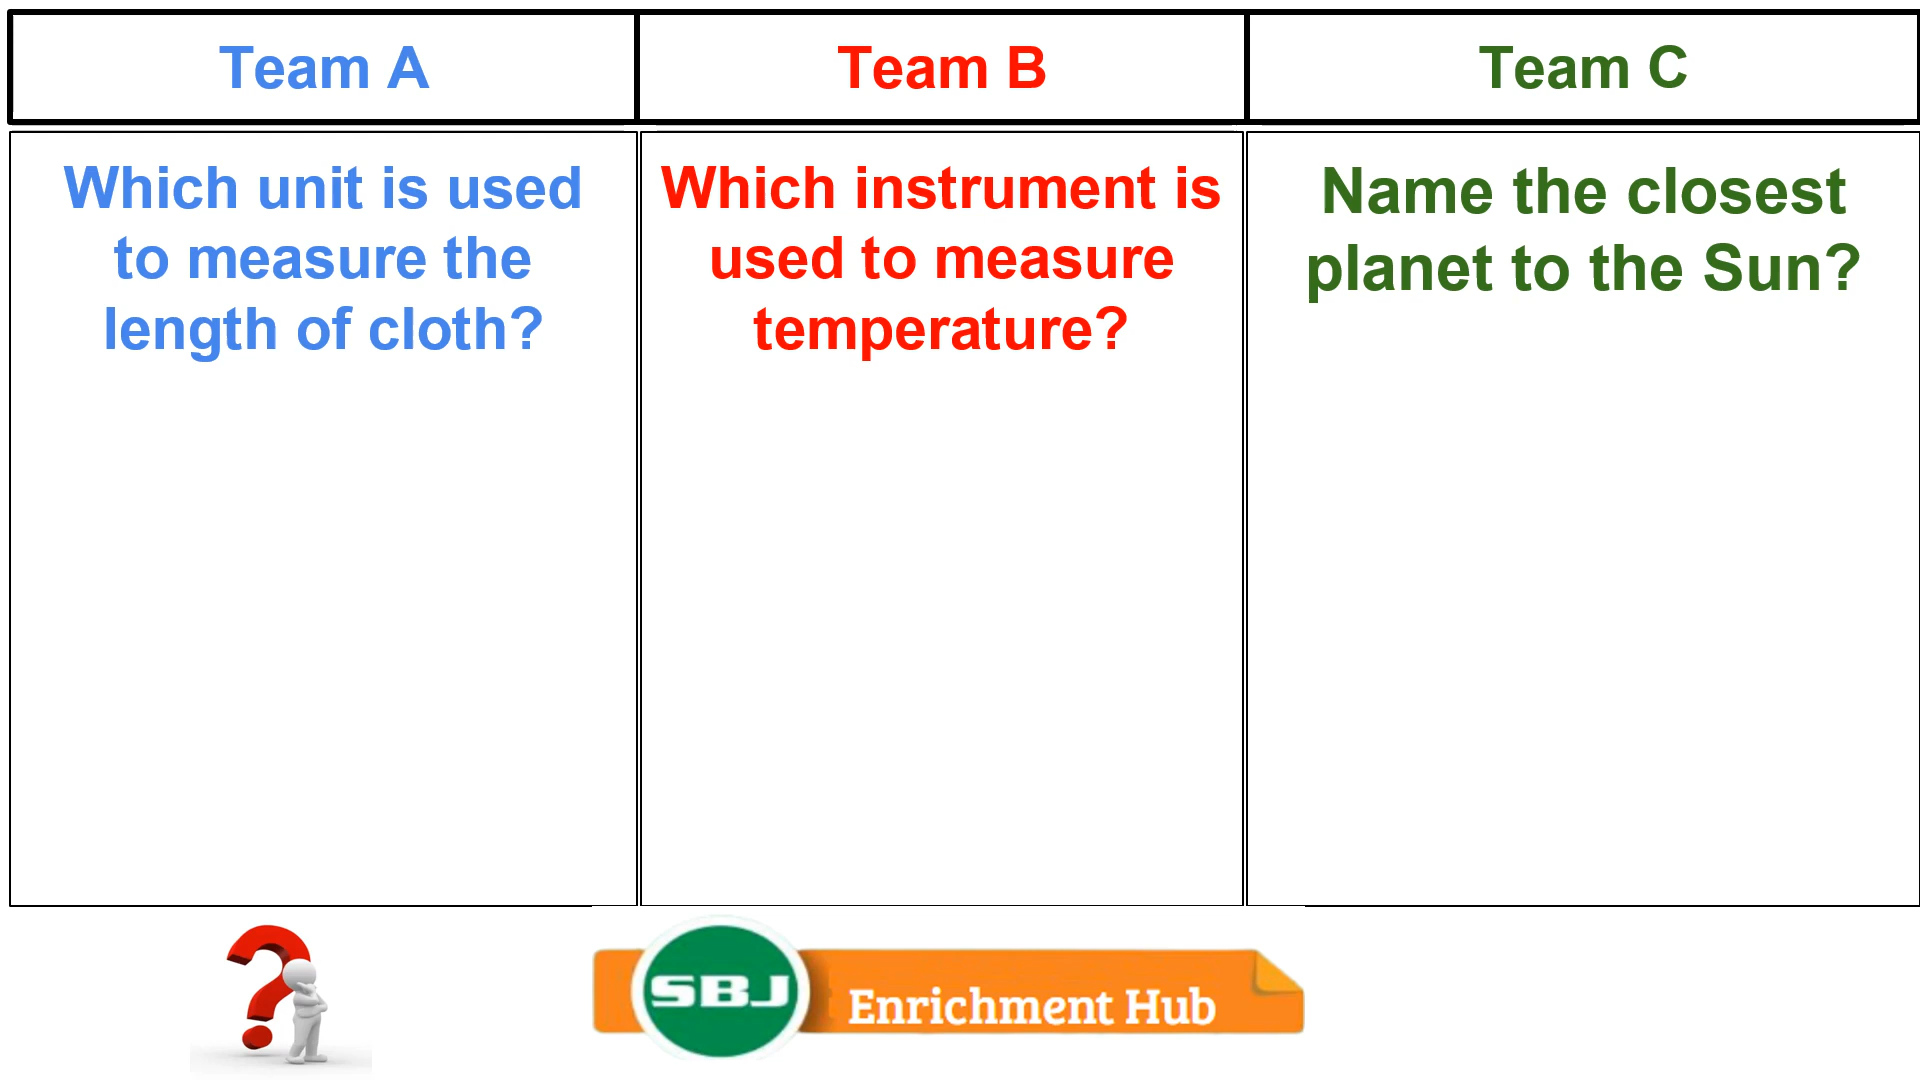 Team A
Team B
Team C
Which unit is used
to measure the
length of cloth?
Which instrument is
used to measure
temperature?
Name the closest
planet to the Sun?
SBJ
Enrichment Hub